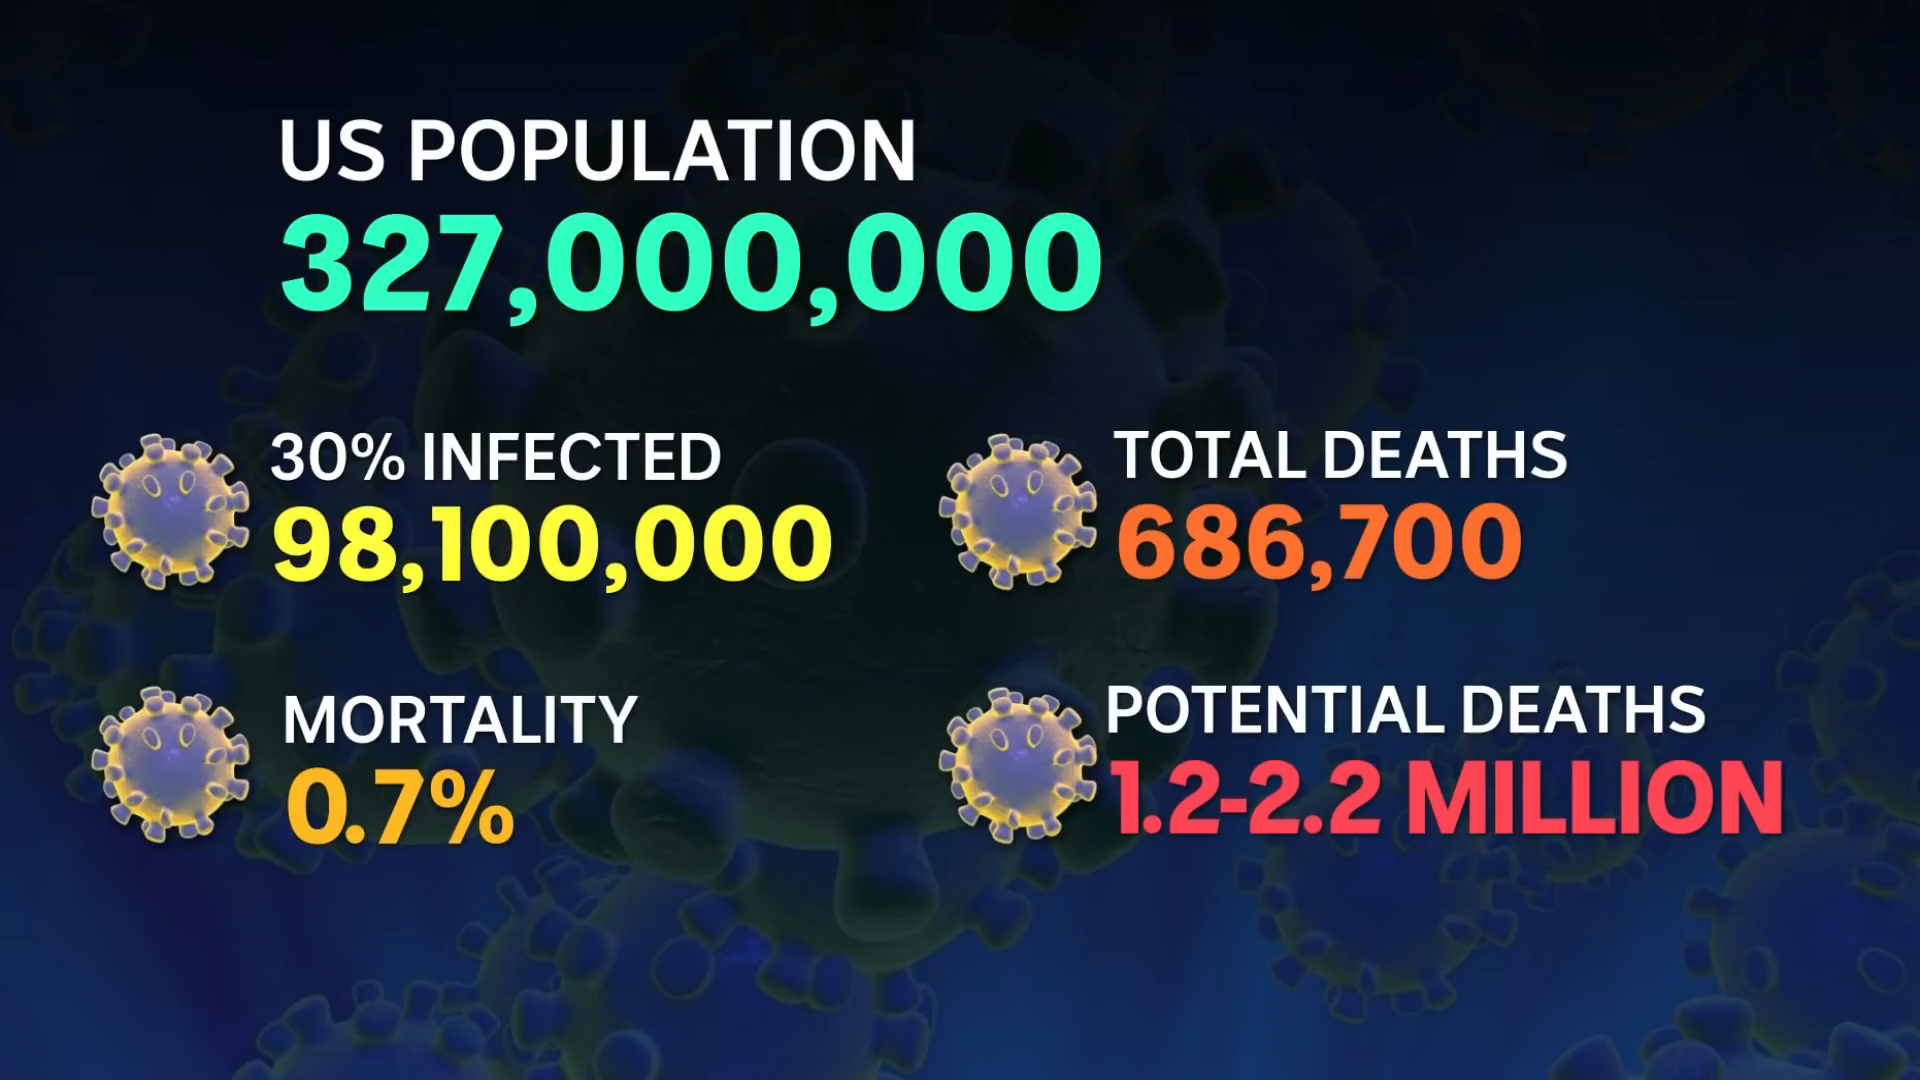 US POPULATION
327,000,000
30% INFECTED
98,100,000
TOTAL DEATHS
686,700
MORTALITY
0.7%
POTENTIAL DEATHS
1.2-2.2 MILLION